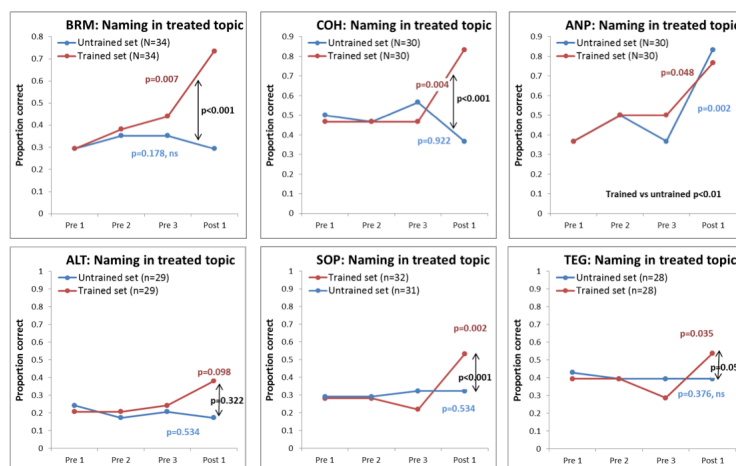 BRM: Naming in treated topic
Untrained set (N=34)
Trained set (N=34)
Proportion correct
0.8
0.7
0.6
0.5
0.4
0.3
0.2
0.1
0
p=0.007
p<0.001
p=0.178, ns
Pre 1 Pre 2 Pre 3 Post 1
COH: Naming in treated topic
Untrained set (N=30)
Trained set (N=30)
Proportion correct
0.9
0.8
0.7
0.6
0.5
0.4
0.3
0.2
0.1
0
p=0.004
p<0.001
p=0.922
Pre 1 Pre 2 Pre 3 Post 1
ANP: Naming in treated topic
Untrained set (N=30)
Trained set (N=30)
Proportion correct
0.9
0.8
0.7
0.6
0.5
0.4
0.3
0.2
0.1
0
p=0.048
p=0.002
Trained vs untrained p<0.01
Pre 1 Pre 2 Pre 3 Post 1
ALT: Naming in treated topic
Untrained set (n=29)
Trained set (n=29)
Proportion correct
1
0.9
0.8
0.7
0.6
0.5
0.4
0.3
0.2
0.1
0
p=0.098
p=0.322
p=0.534
Pre 1 Pre 2 Pre 3 Post 1
SOP: Naming in treated topic
Trained set (n=32)
Untrained set (n=31)
Proportion correct
1
0.9
0.8
0.7
0.6
0.5
0.4
0.3
0.2
0.1
0
p=0.002
p<0.001
p=0.534
Pre 1 Pre 2 Pre 3 Post 1
TEG: Naming in treated topic
Untrained set (n=28)
Trained set (n=28)
Proportion correct
1
0.9
0.8
0.7
0.6
0.5
0.4
0.3
0.2
0.1
0
p=0.035
p=0.376, ns
Pre 1 Pre 2 Pre 3 Post 1